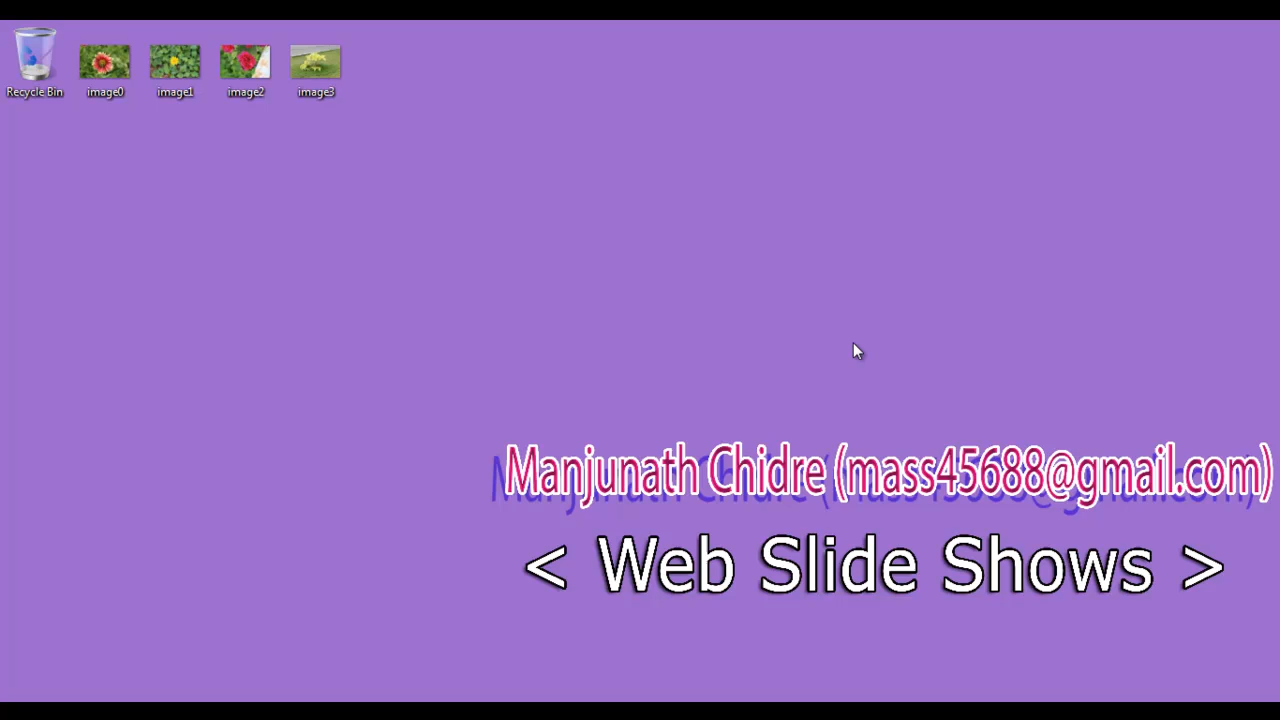 Recycle Bin image0 image1 image2 image3
Manjunath Chidre (mass45688@gmail.com)
< Web Slide Shows >